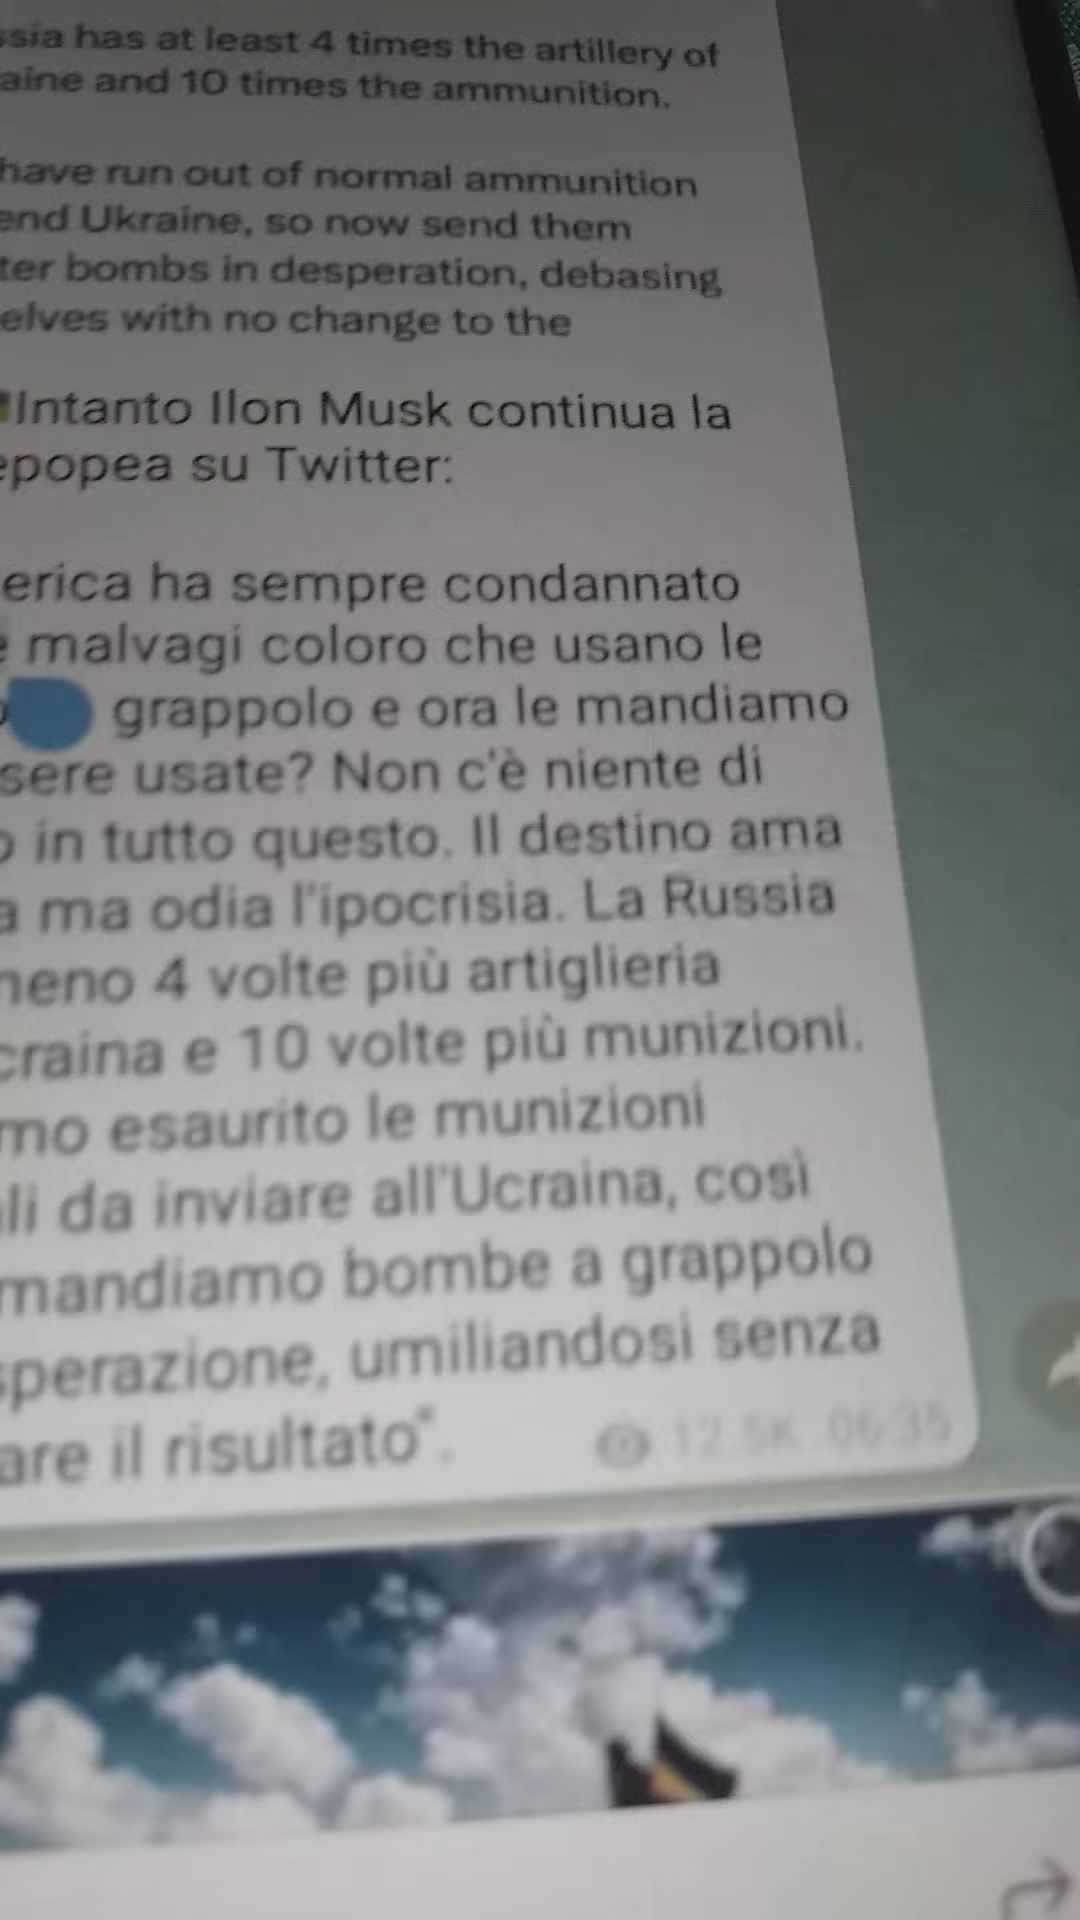 ssia has at least 4 times the artillery of
aine and 10 times the ammunition.
have run out of normal ammunition
end Ukraine, so now send them
ter bombs in desperation, debasing
elves with no change to the
Intanto Ilon Musk continua la
epopea su Twitter:
erica ha sempre condannato
e malvagi coloro che usano le
grappolo e ora le mandiamo
sere usate? Non c'è niente di
o in tutto questo. Il destino ama
a ma odia l'ipocrisia. La Russia
neno 4 volte più artiglieria
craina e 10 volte più munizioni.
mo esaurito le munizioni
li da inviare all'Ucraina, così
mandiamo bombe a grappolo
sperazione, umiliandosi senza
are il risultato".
12.5K 06:35